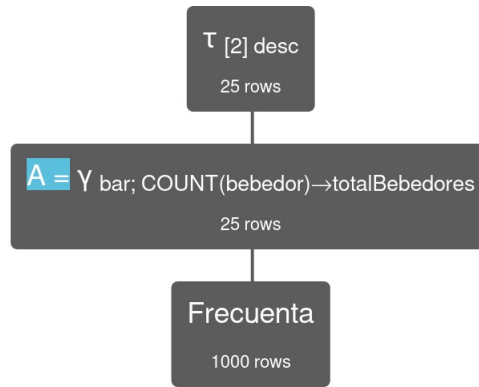 τ [2] desc
25 rows
A = γ bar; COUNT(bebedor)→totalBebedores
25 rows
Frecuenta
1000 rows